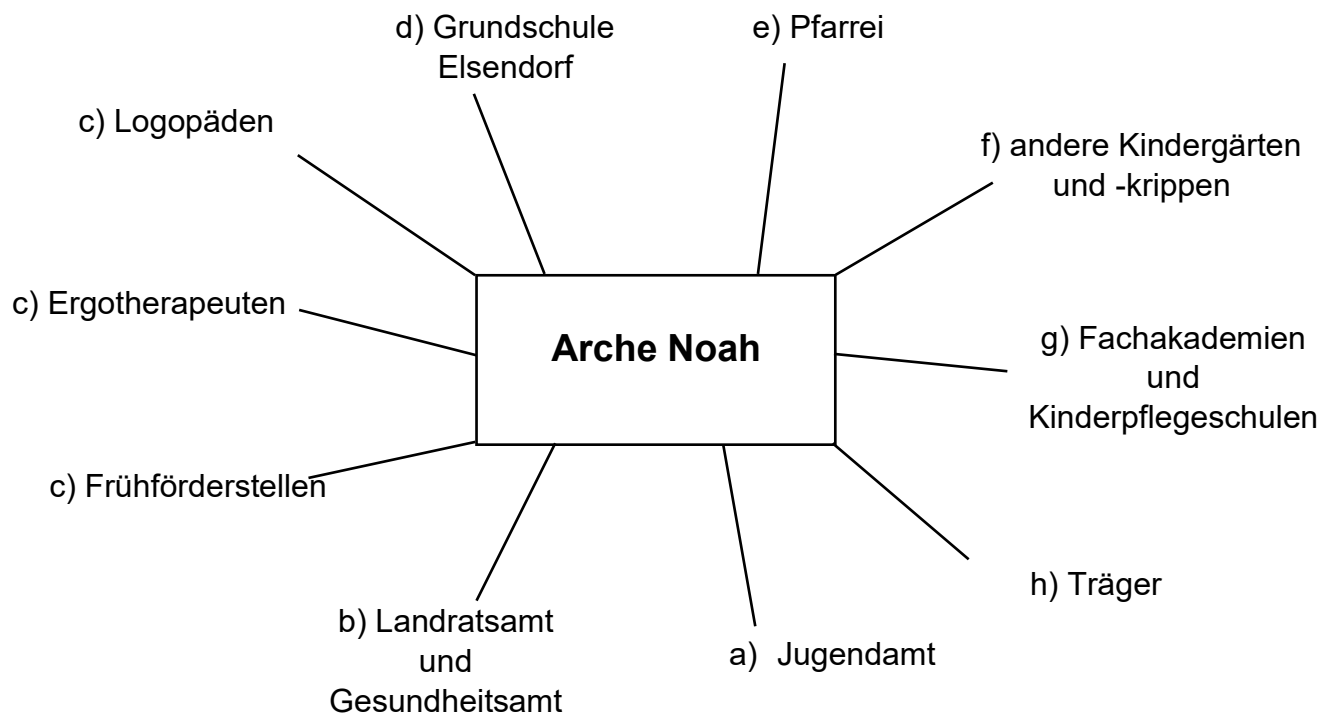 d) Grundschule
Elsendorf
e) Pfarrei
c) Logopäden
f) andere Kindergärten
und -krippen
c) Ergotherapeuten
Arche Noah
g) Fachakademien
und
Kinderpflegeschulen
c) Frühförderstellen
h) Träger
b) Landratsamt
und
Gesundheitsamt
a) Jugendamt